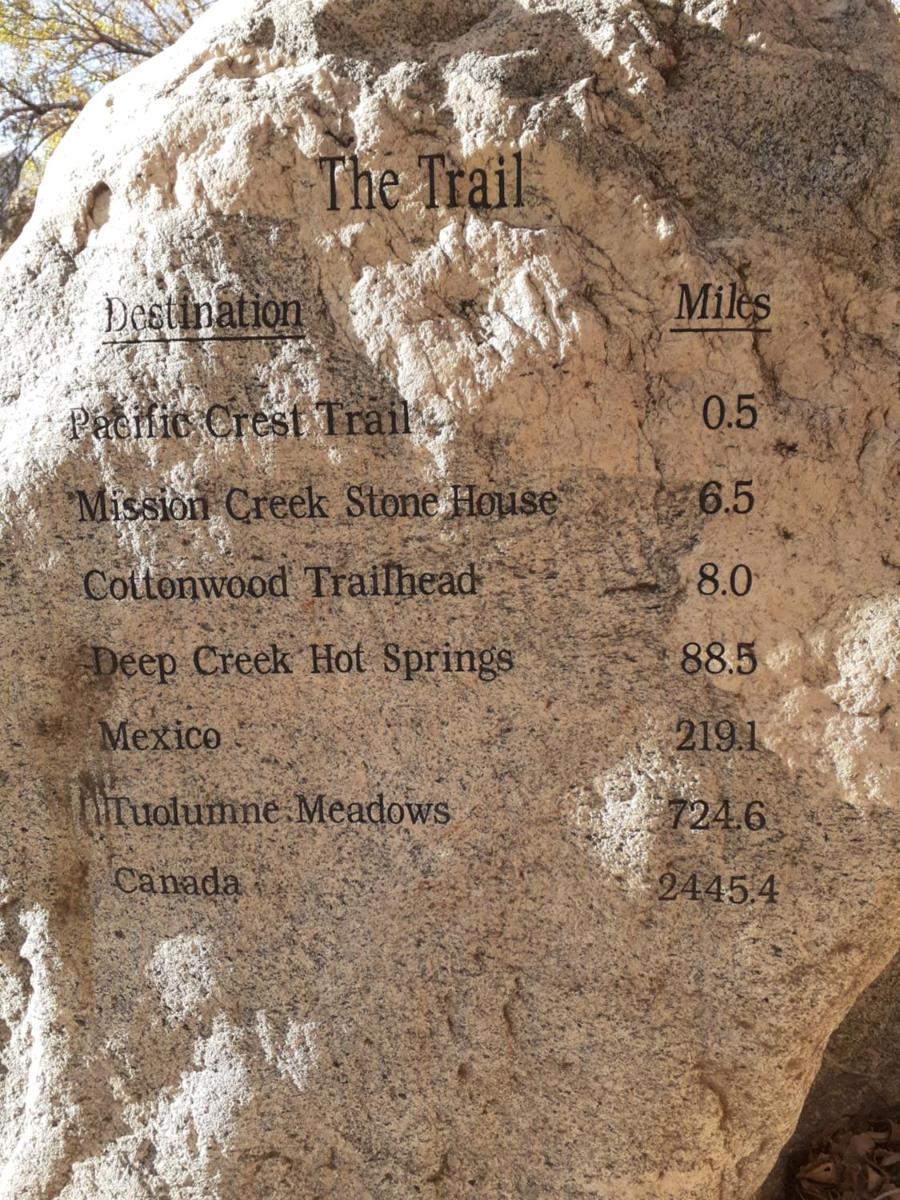 The Trail
Destination Miles
Pacific Crest Trail 0.5
Mission Creek Stone House 6.5
Cottonwood Trailhead 8.0
Deep Creek Hot Springs 88.5
Mexico 219.1
Tuolumne Meadows 724.6
Canada 2445.4